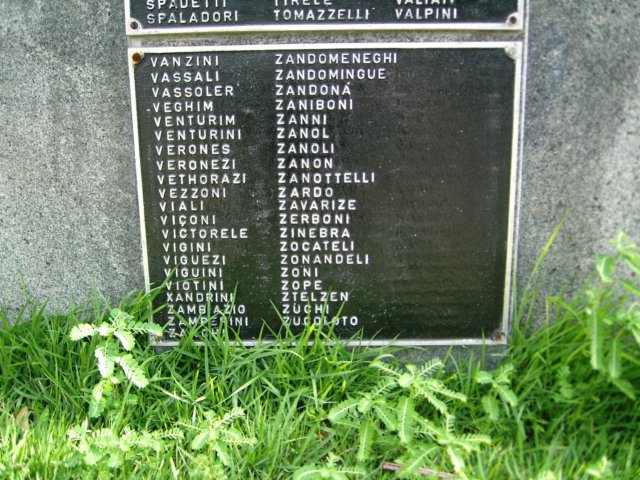 SPADETTI TIRELE VALIATI
SPALADORI TOMAZZELLI VALPINI
VANZINI ZANDOMENEGHI
VASSALI ZANDOMINGUE
VASSOLER ZANDONÁ
VEGHIM ZANIBONI
VENTURIM ZANNI
VENTURINI ZANOL
VERONES ZANOLI
VERONEZI ZANON
VETHORAZI ZANOTTELLI
VEZZONI ZARDO
VIALI ZAVARIZE
VIÇONI ZERBONI
VICTORELE ZINEBRA
VIGINI ZOCATELI
VIGUEZI ZONANDELI
VIGUINI ZONI
VIOTINI ZOPE
XANDRINI ZTELZEN
ZAMBIAZIO ZUCHI
ZAMPERINI ZUCOLOTO